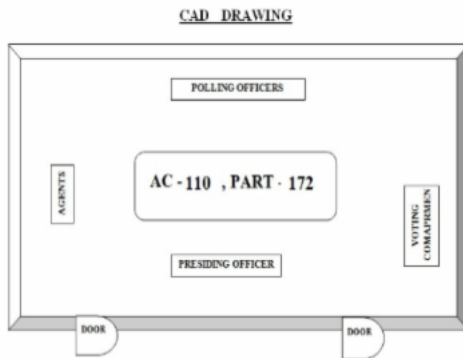 CAD DRAWING
POLLING OFFICERS
AC - 110 , PART - 172
AGENTS
VOTING
COMAPRMEN
PRESIDING OFFICER
DOOR
DOOR